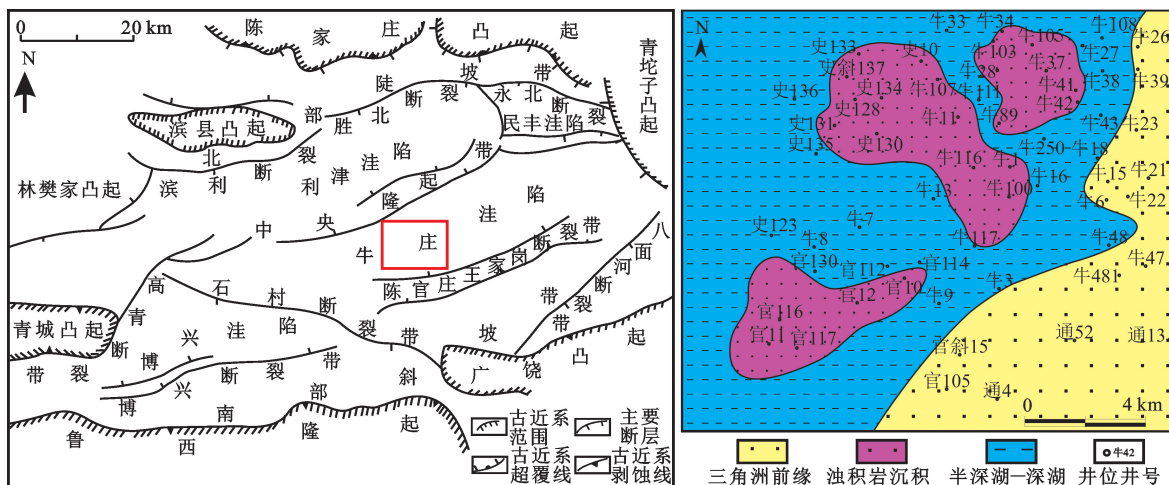 0 20 km
N
陈家庄凸起
青坨子凸起
陡坡带
胜北断裂
永北断裂
民丰洼陷带
滨县凸起
北部
利津洼陷
滨利断裂
林樊家凸起
中央隆起带
牛庄洼陷
陈官庄王家岗断裂带
八面河断裂带
高青断裂带
石村断裂带
青城凸起
博兴洼陷
博兴断裂带
南部斜坡带
广饶凸起
鲁西隆起
古近系范围
主要断层
古近系超覆线
古近系剥蚀线
N
牛33
牛34
牛108
牛105
牛26
史133
史10
牛103
牛27
史斜137
牛28
牛37
牛38
牛39
史136
史134
牛107
牛111
牛41
史128
牛42
史131
牛11
牛89
牛43
牛23
史135
史130
牛250
牛18
牛116
牛1
牛16
牛15
牛21
牛13
牛100
牛6
牛22
史123
牛7
牛8
牛117
牛48
官130
官112
官114
牛47
牛3
牛481
官10
官12
牛9
官116
官11
官117
通52
通13
官斜15
官105
通4
0 4 km
三角洲前缘
浊积岩沉积
半深湖—深湖
牛42
井位井号